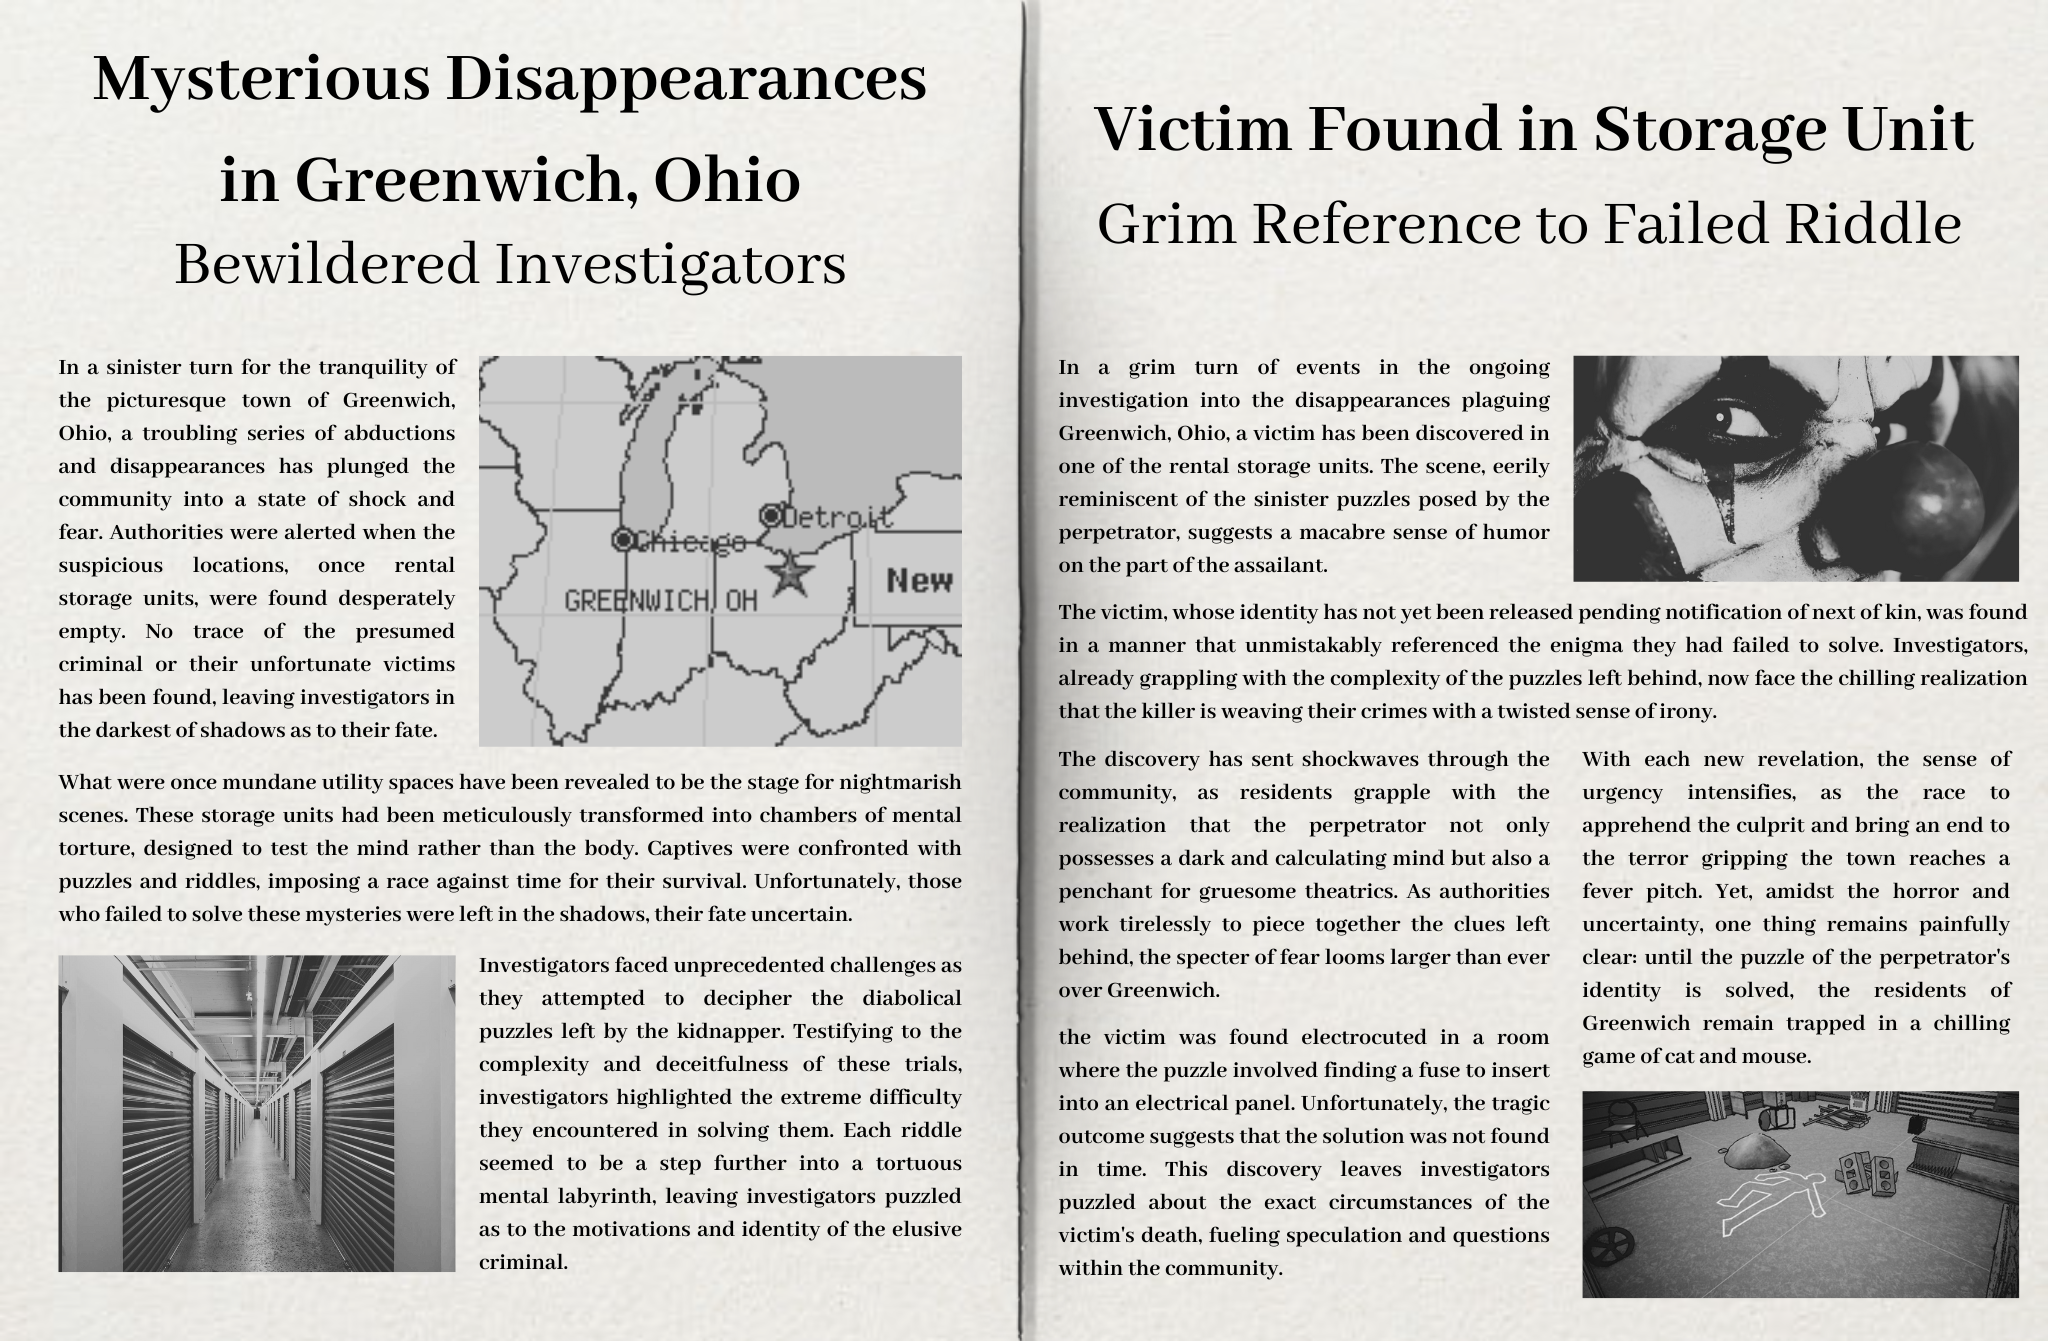 Mysterious Disappearances
in Greenwich, Ohio
Bewildered Investigators
In a sinister turn for the tranquility of
the picturesque town of Greenwich,
Ohio, a troubling series of abductions
and disappearances has plunged the
community into a state of shock and
fear. Authorities were alerted when the
suspicious locations, once rental
storage units, were found desperately
empty. No trace of the presumed
criminal or their unfortunate victims
has been found, leaving investigators in
the darkest of shadows as to their fate.
Detroit
Chicago
GREENWICH, OH
New
What were once mundane utility spaces have been revealed to be the stage for nightmarish
scenes. These storage units had been meticulously transformed into chambers of mental
torture, designed to test the mind rather than the body. Captives were confronted with
puzzles and riddles, imposing a race against time for their survival. Unfortunately, those
who failed to solve these mysteries were left in the shadows, their fate uncertain.
Investigators faced unprecedented challenges as
they attempted to decipher the diabolical
puzzles left by the kidnapper. Testifying to the
complexity and deceitfulness of these trials,
investigators highlighted the extreme difficulty
they encountered in solving them. Each riddle
seemed to be a step further into a tortuous
mental labyrinth, leaving investigators puzzled
as to the motivations and identity of the elusive
criminal.
Victim Found in Storage Unit
Grim Reference to Failed Riddle
In a grim turn of events in the ongoing
investigation into the disappearances plaguing
Greenwich, Ohio, a victim has been discovered in
one of the rental storage units. The scene, eerily
reminiscent of the sinister puzzles posed by the
perpetrator, suggests a macabre sense of humor
on the part of the assailant.
The victim, whose identity has not yet been released pending notification of next of kin, was found
in a manner that unmistakably referenced the enigma they had failed to solve. Investigators,
already grappling with the complexity of the puzzles left behind, now face the chilling realization
that the killer is weaving their crimes with a twisted sense of irony.
The discovery has sent shockwaves through the
community, as residents grapple with the
realization that the perpetrator not only
possesses a dark and calculating mind but also a
penchant for gruesome theatrics. As authorities
work tirelessly to piece together the clues left
behind, the specter of fear looms larger than ever
over Greenwich.
the victim was found electrocuted in a room
where the puzzle involved finding a fuse to insert
into an electrical panel. Unfortunately, the tragic
outcome suggests that the solution was not found
in time. This discovery leaves investigators
puzzled about the exact circumstances of the
victim's death, fueling speculation and questions
within the community.
With each new revelation, the sense of
urgency intensifies, as the race to
apprehend the culprit and bring an end to
the terror gripping the town reaches a
fever pitch. Yet, amidst the horror and
uncertainty, one thing remains painfully
clear: until the puzzle of the perpetrator's
identity is solved, the residents of
Greenwich remain trapped in a chilling
game of cat and mouse.